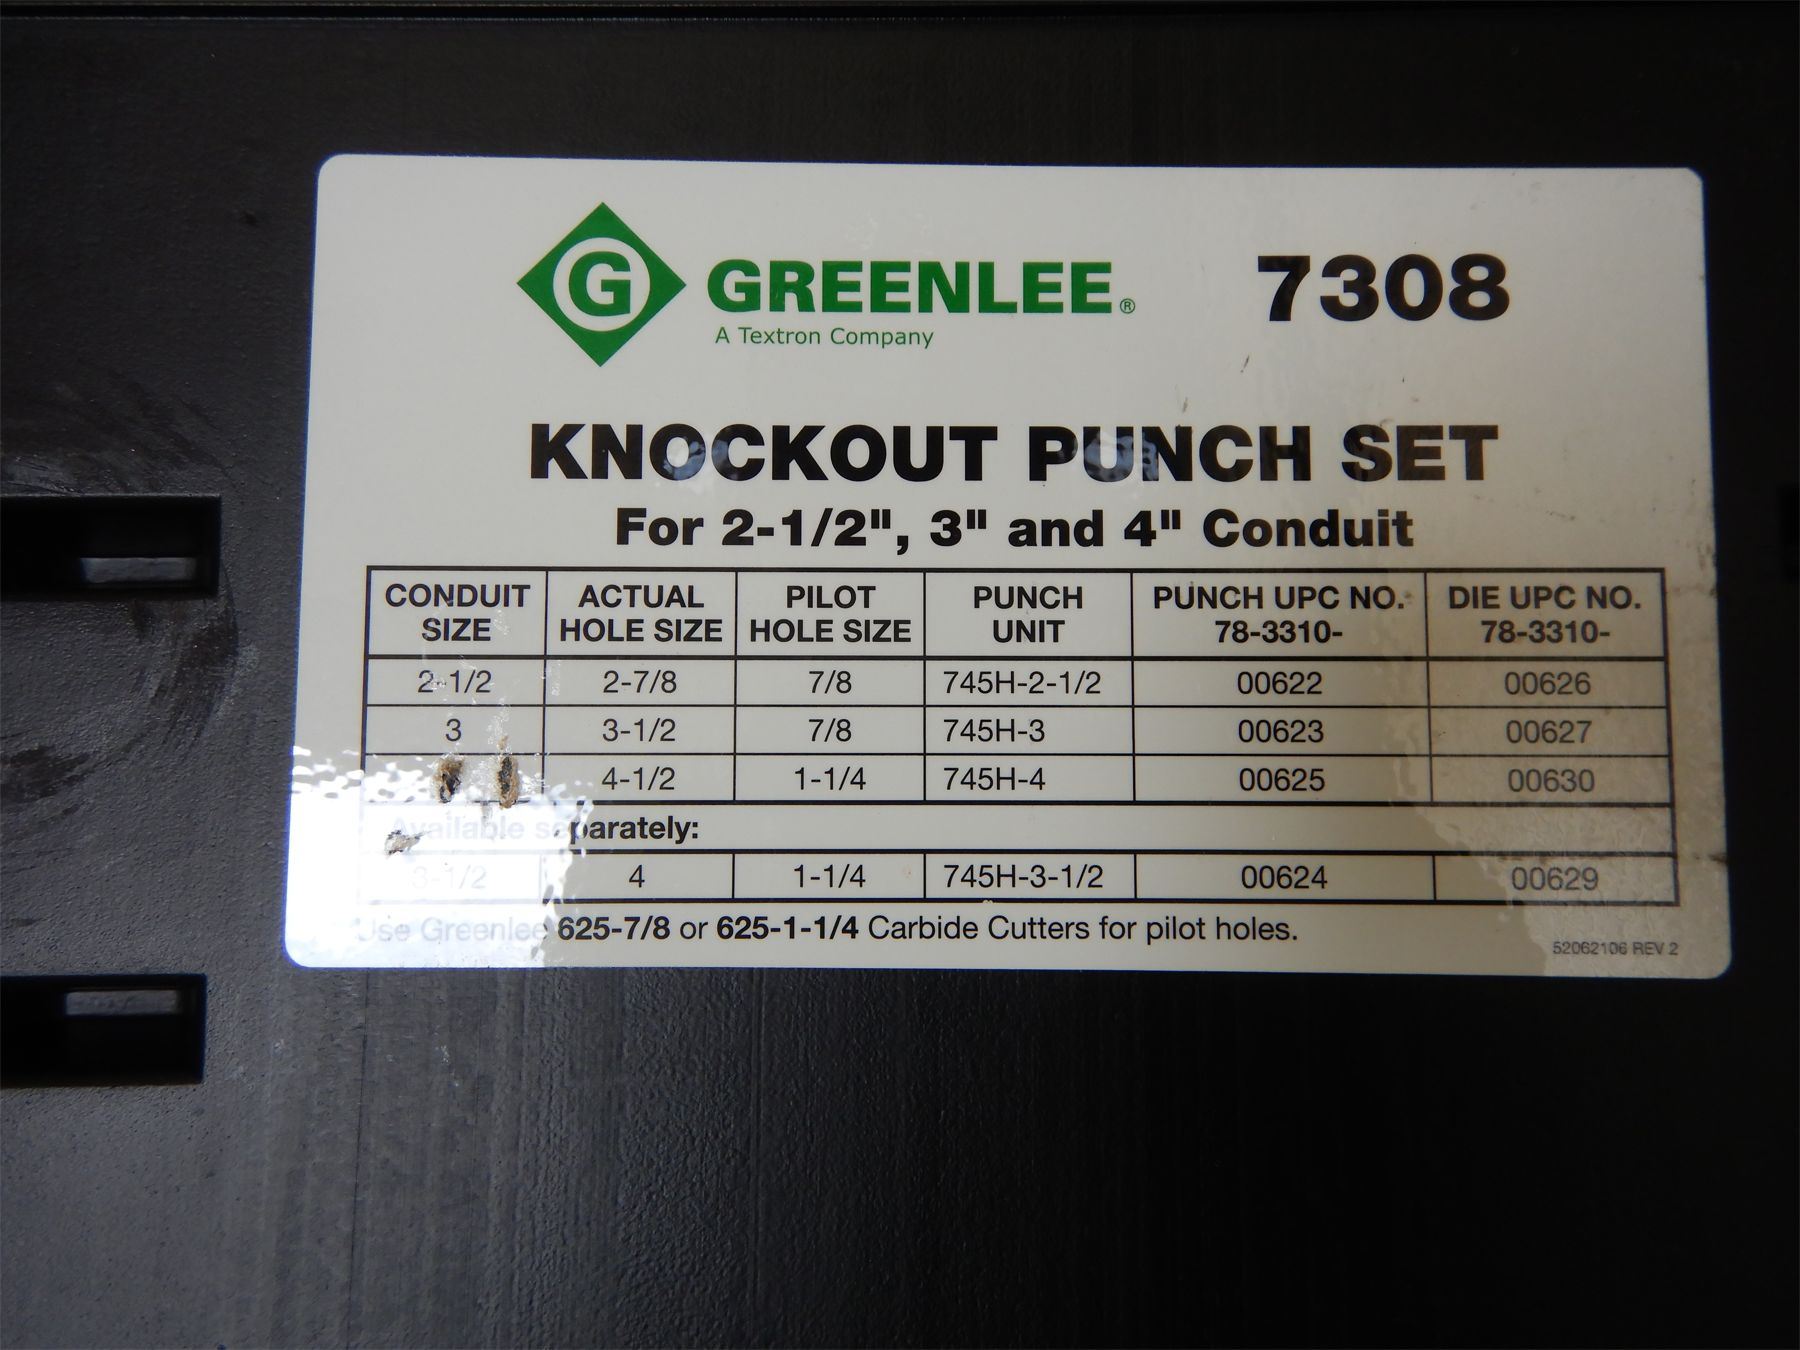 G GREENLEE® 7308
A Textron Company
KNOCKOUT PUNCH SET
For 2-1/2", 3" and 4" Conduit
CONDUIT SIZE ACTUAL HOLE SIZE PILOT HOLE SIZE PUNCH UNIT PUNCH UPC NO. 78-3310- DIE UPC NO. 78-3310-
2-1/2 2-7/8 7/8 745H-2-1/2 00622 00626
3 3-1/2 7/8 745H-3 00623 00627
4-1/2 1-1/4 745H-4 00625 00630
Available separately:
3-1/2 4 1-1/4 745H-3-1/2 00624 00629
Use Greenlee 625-7/8 or 625-1-1/4 Carbide Cutters for pilot holes.
52062106 REV 2